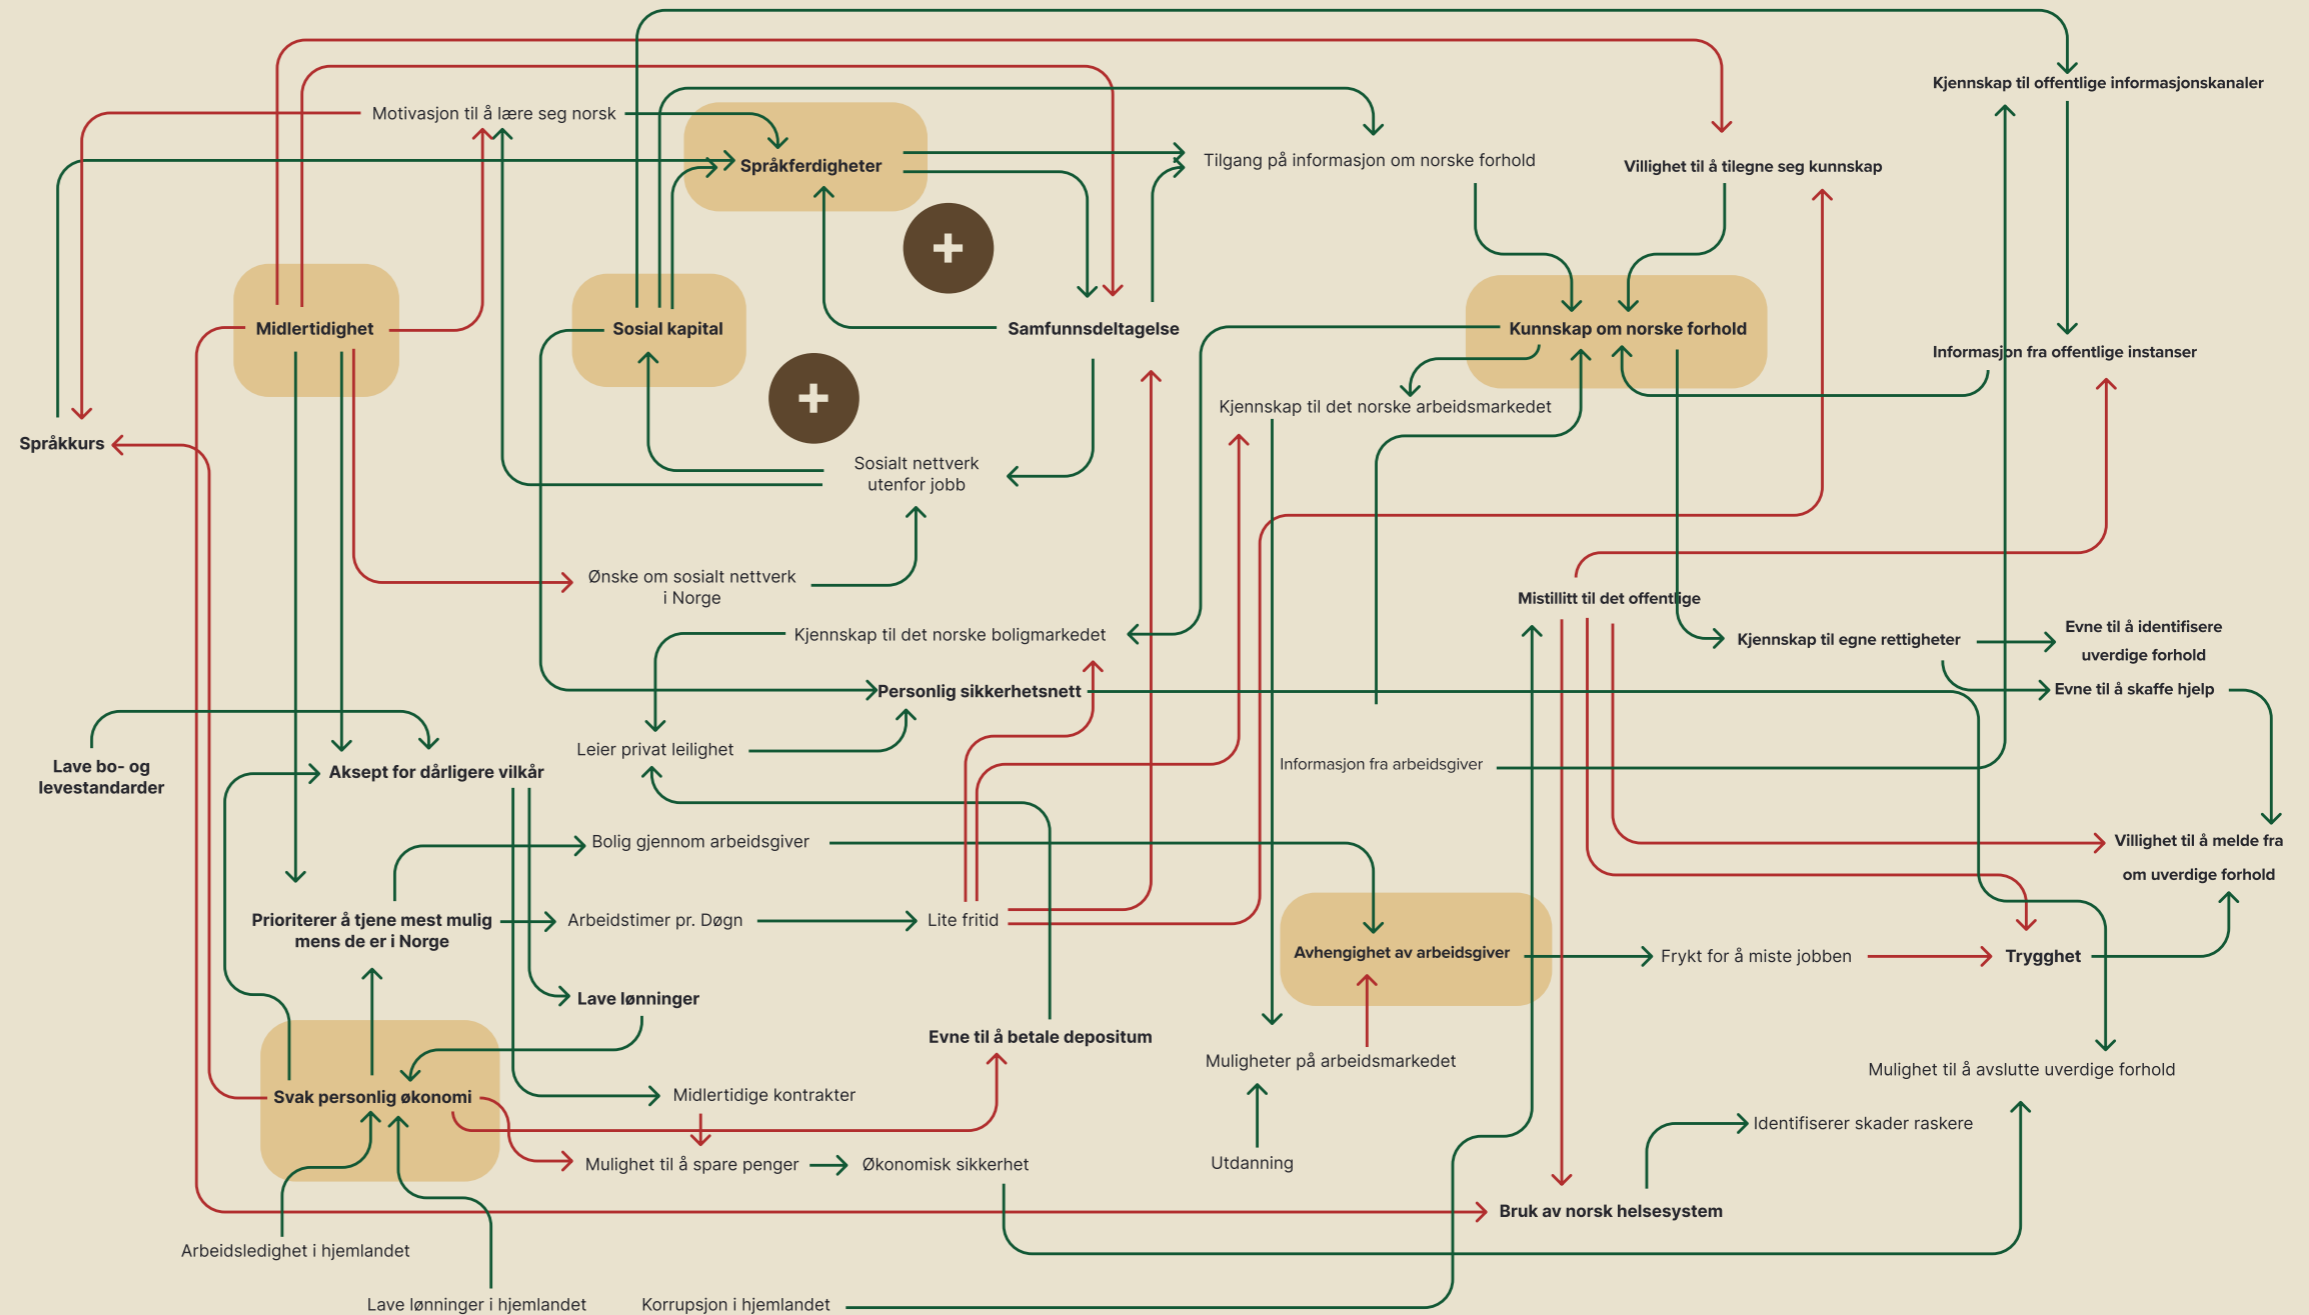 Kjennskap til offentlige informasjonskanaler
Motivasjon til å lære seg norsk
Språkferdigheter
Tilgang på informasjon om norske forhold
Villighet til å tilegne seg kunnskap
Midlertidighet
Sosial kapital
Samfunnsdeltagelse
Kunnskap om norske forhold
Informasjon fra offentlige instanser
Kjennskap til det norske arbeidsmarkedet
Språkkurs
Sosialt nettverk
utenfor jobb
Ønske om sosialt nettverk
i Norge
Mistillitt til det offentlige
Kjennskap til det norske boligmarkedet
Kjennskap til egne rettigheter
Evne til å identifisere
uverdige forhold
Personlig sikkerhetsnett
Evne til å skaffe hjelp
Leier privat leilighet
Lave bo- og
levestandarder
Aksept for dårligere vilkår
Informasjon fra arbeidsgiver
Bolig gjennom arbeidsgiver
Villighet til å melde fra
om uverdige forhold
Prioriterer å tjene mest mulig
mens de er i Norge
Arbeidstimer pr. Døgn
Lite fritid
Avhengighet av arbeidsgiver
Frykt for å miste jobben
Trygghet
Lave lønninger
Evne til å betale depositum
Muligheter på arbeidsmarkedet
Mulighet til å avslutte uverdige forhold
Svak personlig økonomi
Midlertidige kontrakter
Identifiserer skader raskere
Mulighet til å spare penger
Økonomisk sikkerhet
Utdanning
Bruk av norsk helsesystem
Arbeidsledighet i hjemlandet
Lave lønninger i hjemlandet
Korrupsjon i hjemlandet